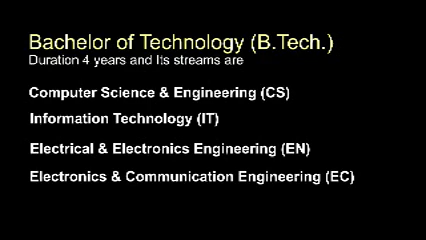 Bachelor of Technology (B.Tech.)
Duration 4 years and Its streams are
Computer Science & Engineering (CS)
Information Technology (IT)
Electrical & Electronics Engineering (EN)
Electronics & Communication Engineering (EC)